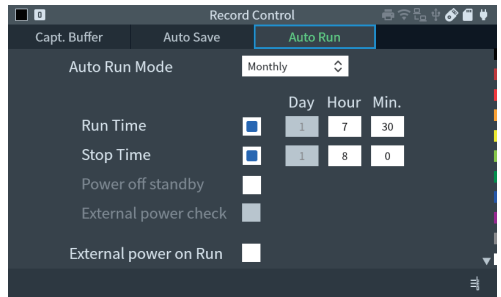 D Record Control
Capt. Buffer Auto Save Auto Run
Auto Run Mode Monthly
Day Hour Min.
Run Time 1 7 30
Stop Time 1 8 0
Power off standby
External power check
External power on Run